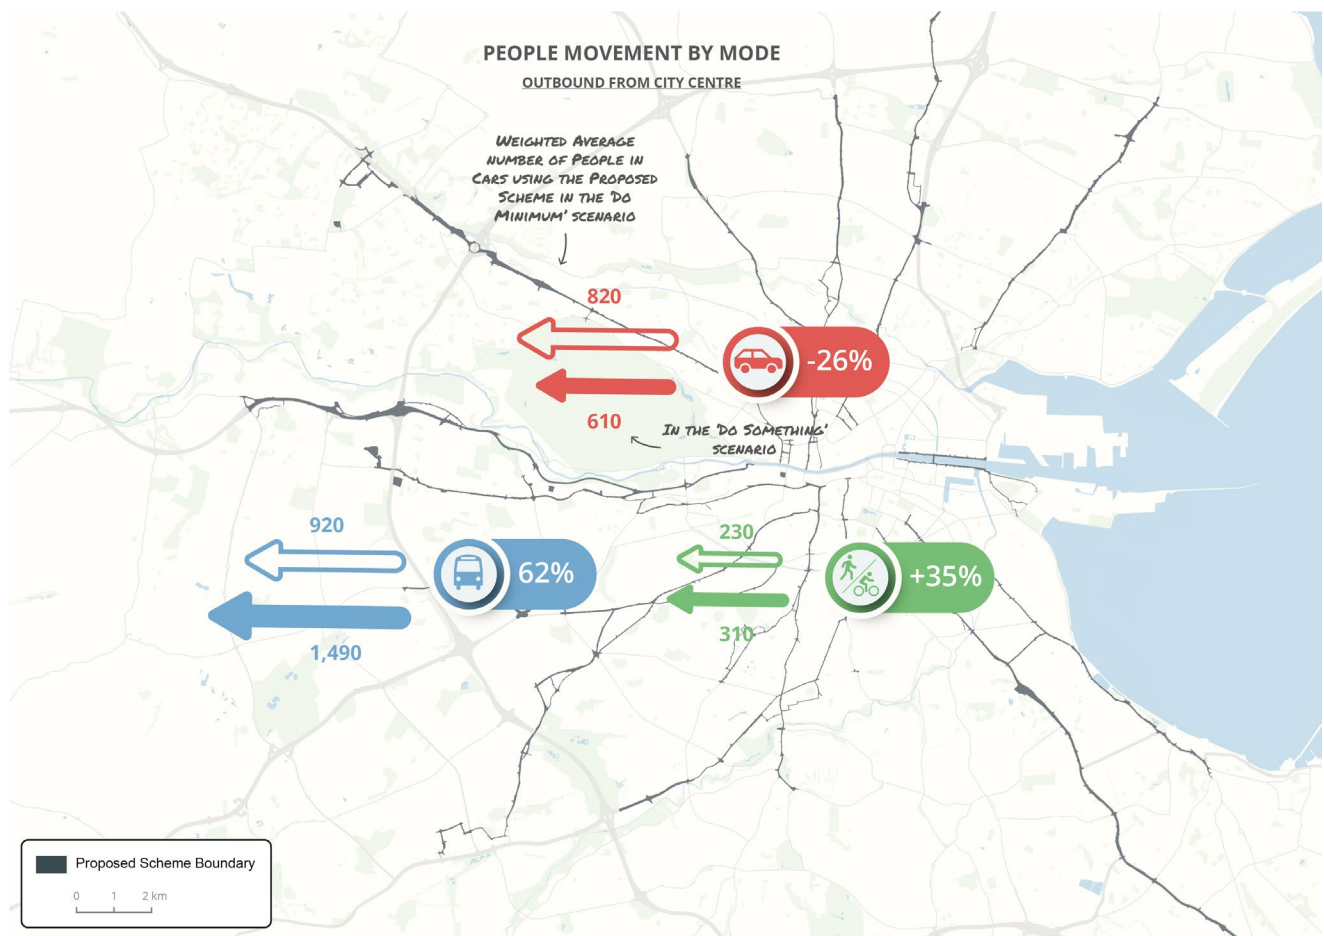 PEOPLE MOVEMENT BY MODE
OUTBOUND FROM CITY CENTRE
WEIGHTED AVERAGE
NUMBER OF PEOPLE IN
CARS USING THE PROPOSED
SCHEME IN THE 'DO
MINIMUM' SCENARIO
820
-26%
610
IN THE 'DO SOMETHING'
SCENARIO
920
62%
1,490
230
+35%
310
Proposed Scheme Boundary
0 1 2 km